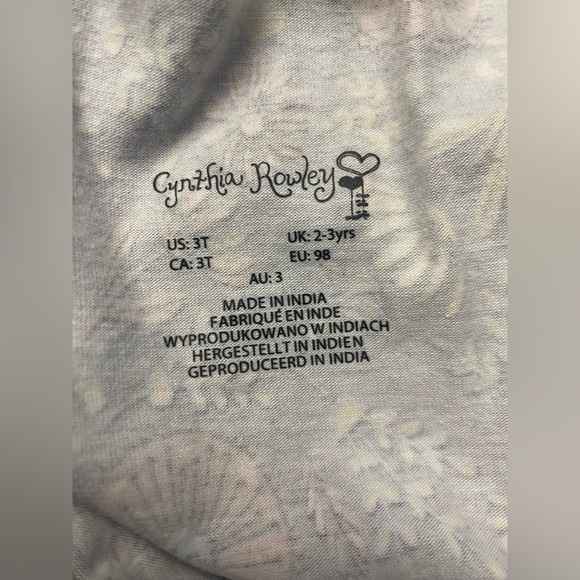 Cynthia Rowley
US: 3T UK: 2-3yrs
CA: 3T EU: 98
AU: 3
MADE IN INDIA
FABRIQUÉ EN INDE
WYPRODUKOWANO W INDIACH
HERGESTELLT IN INDIEN
GEPRODUCEERD IN INDIA